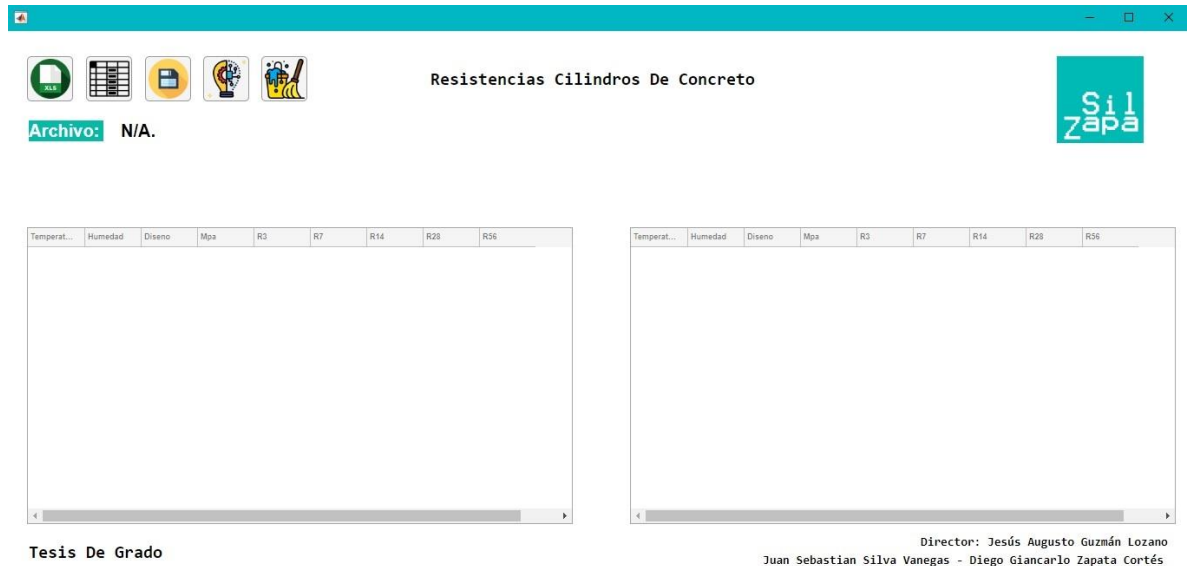 XLS
Resistencias Cilindros De Concreto
Sil
Zapa
Archivo: N/A.
Temperat... Humedad Diseno Mpa R3 R7 R14 R28 R56
Temperat... Humedad Diseno Mpa R3 R7 R14 R28 R56
Tesis De Grado
Director: Jesús Augusto Guzmán Lozano
Juan Sebastian Silva Vanegas - Diego Giancarlo Zapata Cortés